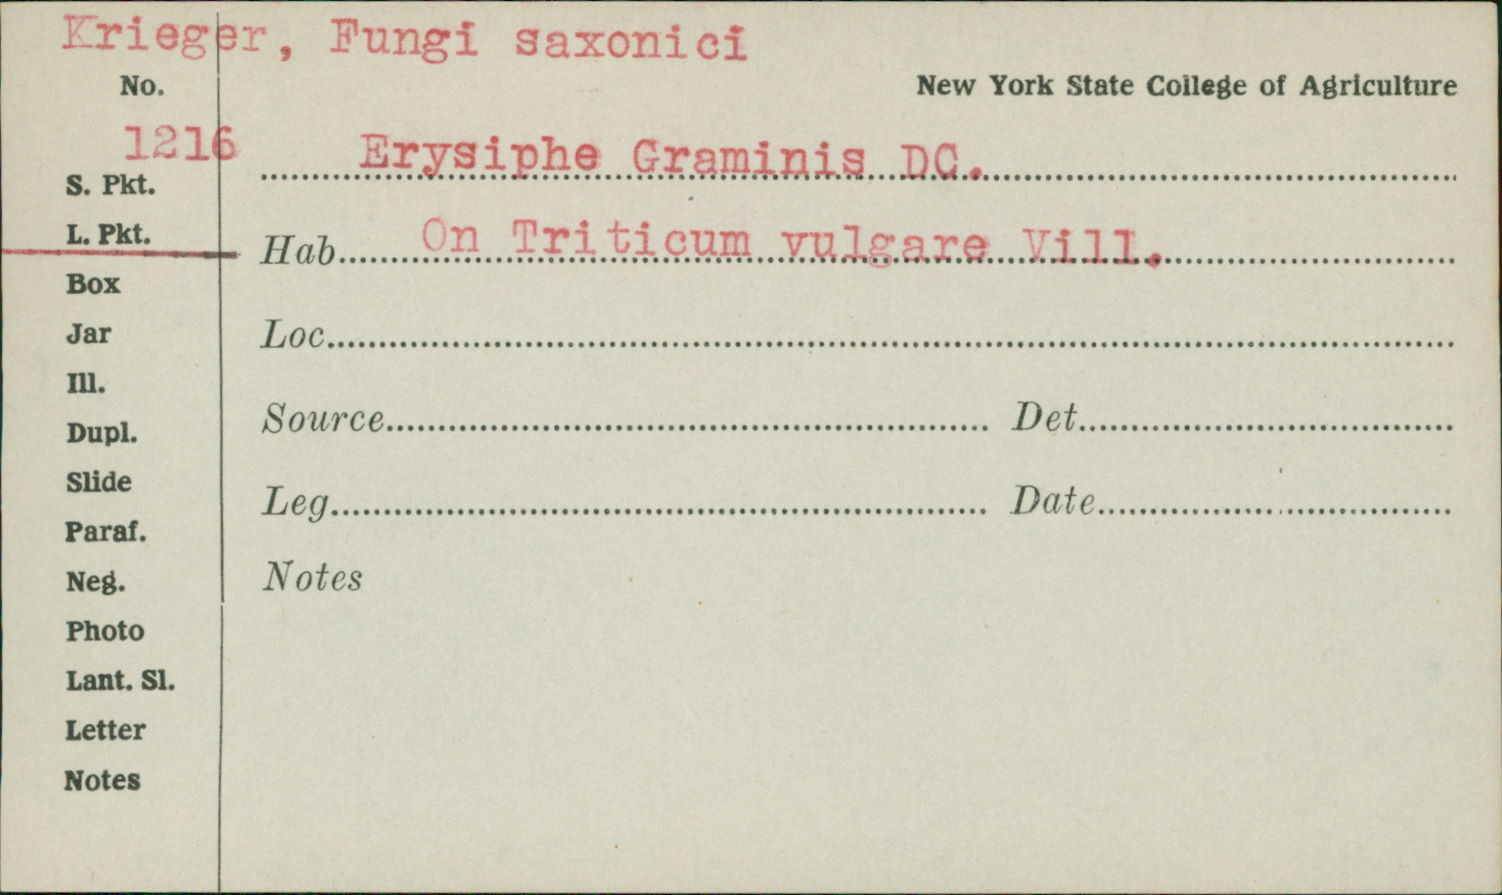 Krieger, Fungi saxonici
No.
New York State College of Agriculture
1216
Erysiphe Graminis DC.
S. Pkt.
L. Pkt.
Hab. On Triticum vulgare Vill.
Box
Jar
Loc.
Ill.
Dupl.
Source Det.
Slide
Leg. Date
Paraf.
Neg.
Notes
Photo
Lant. Sl.
Letter
Notes